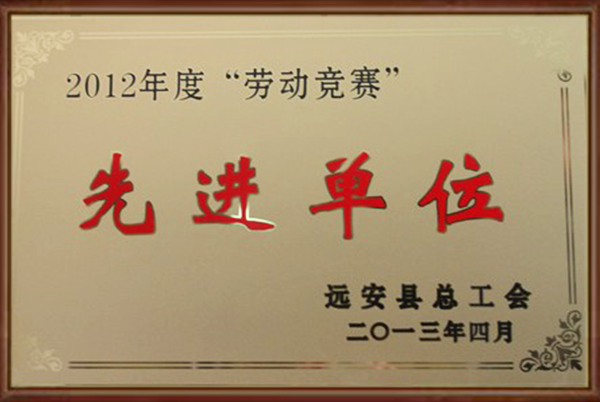 2012年度“劳动竞赛”
先进单位
远安县总工会
二〇一三年四月